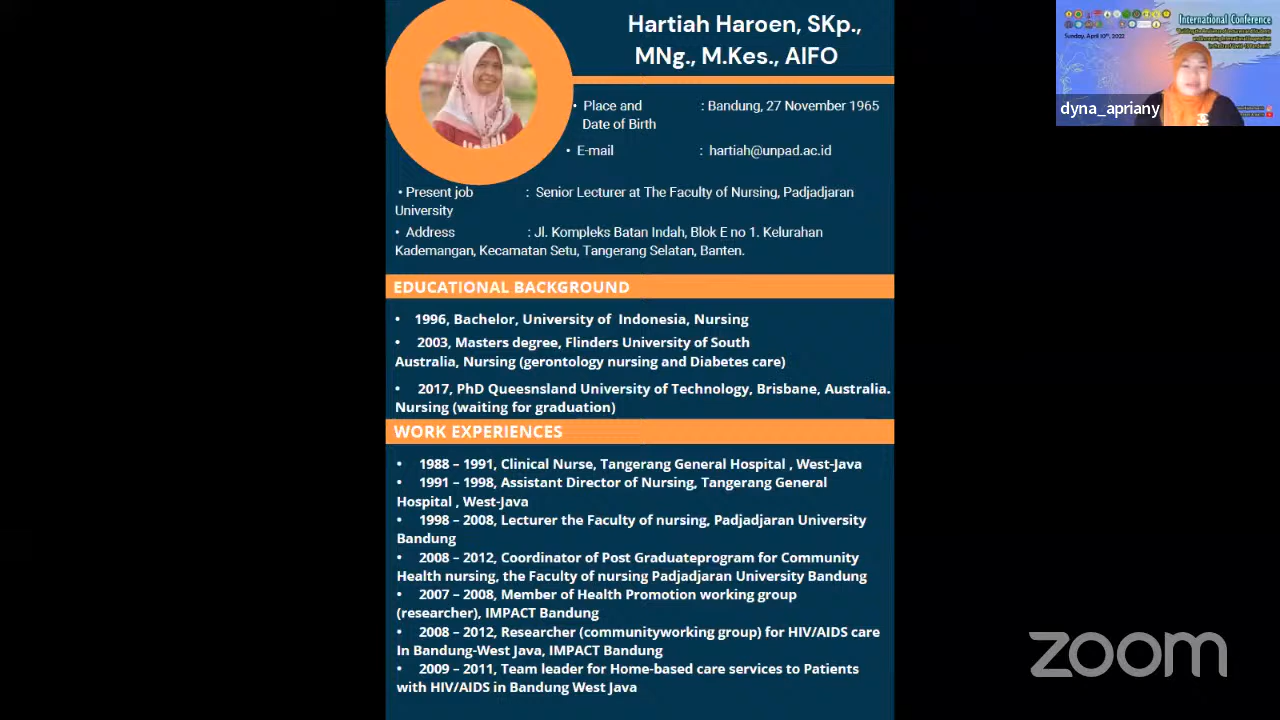 Hartiah Haroen, SKp.,
MNg., M.Kes., AIFO
• Place and : Bandung, 27 November 1965
Date of Birth
• E-mail : hartiah@unpad.ac.id
• Present job : Senior Lecturer at The Faculty of Nursing, Padjadjaran
University
• Address : Jl. Kompleks Batan Indah, Blok E no 1. Kelurahan
Kademangan, Kecamatan Setu, Tangerang Selatan, Banten.
EDUCATIONAL BACKGROUND
• 1996, Bachelor, University of Indonesia, Nursing
• 2003, Masters degree, Flinders University of South
Australia, Nursing (gerontology nursing and Diabetes care)
• 2017, PhD Queesnsland University of Technology, Brisbane, Australia.
Nursing (waiting for graduation)
WORK EXPERIENCES
• 1988 – 1991, Clinical Nurse, Tangerang General Hospital , West-Java
• 1991 – 1998, Assistant Director of Nursing, Tangerang General
Hospital , West-Java
• 1998 – 2008, Lecturer the Faculty of nursing, Padjadjaran University
Bandung
• 2008 – 2012, Coordinator of Post Graduateprogram for Community
Health nursing, the Faculty of nursing Padjadjaran University Bandung
• 2007 – 2008, Member of Health Promotion working group
(researcher), IMPACT Bandung
• 2008 – 2012, Researcher (communityworking group) for HIV/AIDS care
In Bandung-West Java, IMPACT Bandung
• 2009 – 2011, Team leader for Home-based care services to Patients
with HIV/AIDS in Bandung West Java
International Conference
Sunday, April 10th, 2022
dyna_apriany
zoom